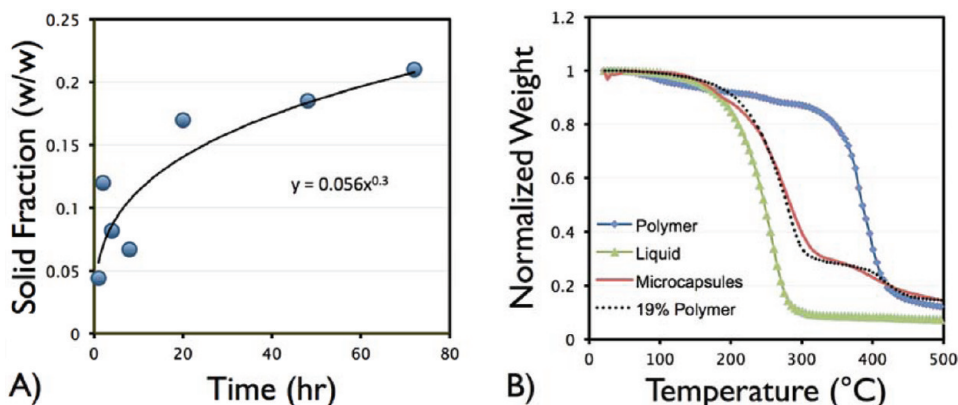 0.25
0.2
0.15
0.1
0.05
0
0 20 40 60 80
Solid Fraction (w/w)
y = 0.056x^0.3
Time (hr)
A)
1.2
1
0.8
0.6
0.4
0.2
0
0 100 200 300 400 500
Normalized Weight
Polymer
Liquid
Microcapsules
19% Polymer
Temperature (°C)
B)